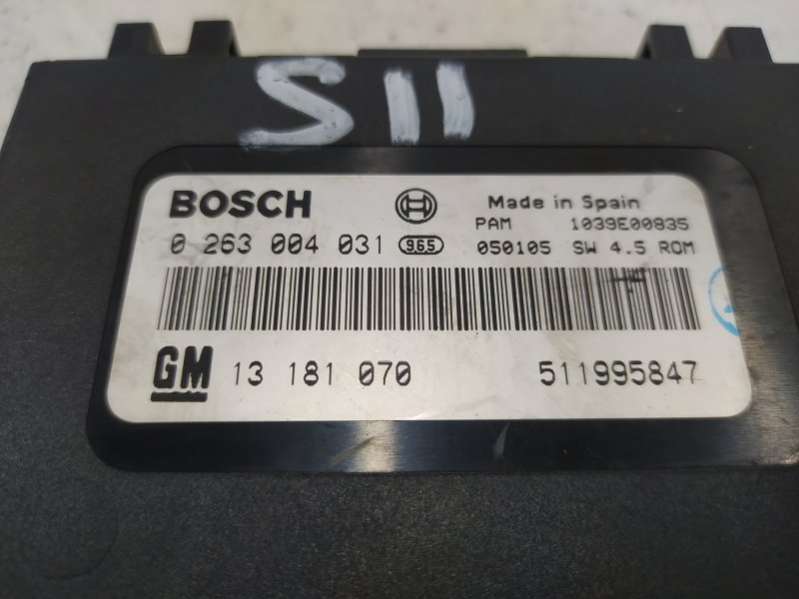 S11
BOSCH Made in Spain
PAM 1039E00835
0 263 004 031 965 050105 SW 4.5 ROM
GM 13 181 070 511995847